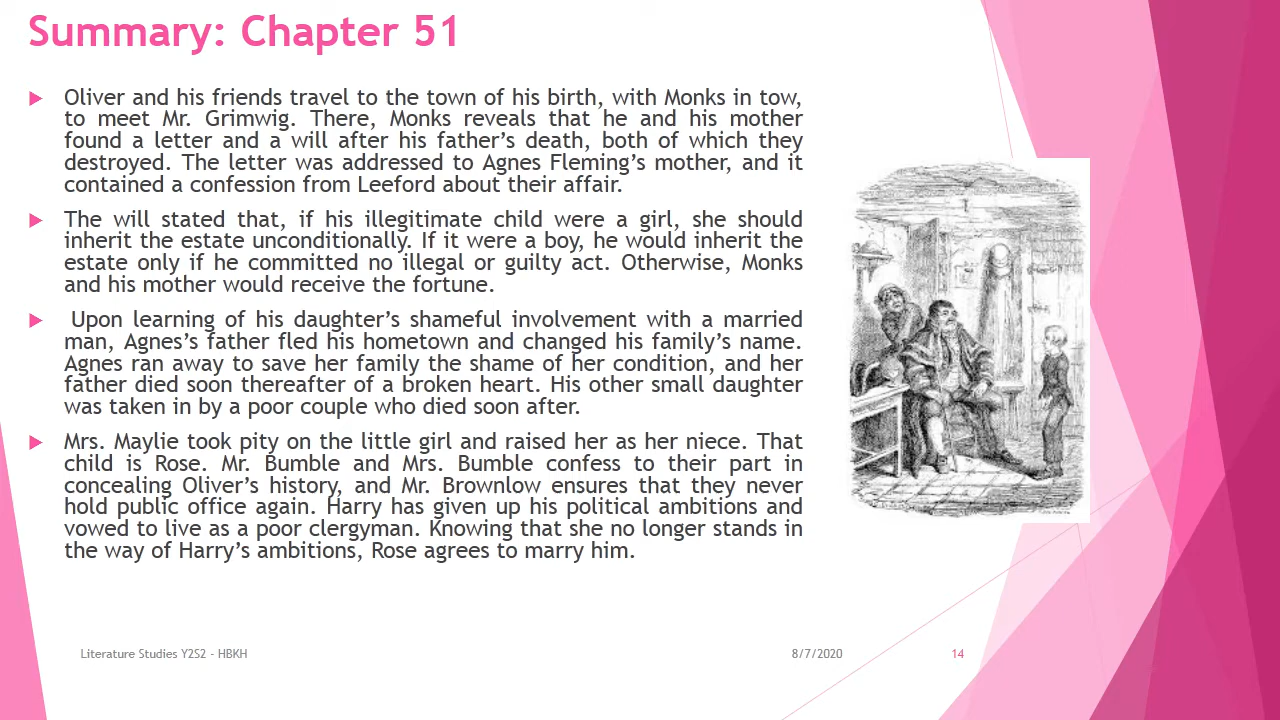 Summary: Chapter 51
Oliver and his friends travel to the town of his birth, with Monks in tow,
to meet Mr. Grimwig. There, Monks reveals that he and his mother
found a letter and a will after his father’s death, both of which they
destroyed. The letter was addressed to Agnes Fleming’s mother, and it
contained a confession from Leeford about their affair.
The will stated that, if his illegitimate child were a girl, she should
inherit the estate unconditionally. If it were a boy, he would inherit the
estate only if he committed no illegal or guilty act. Otherwise, Monks
and his mother would receive the fortune.
Upon learning of his daughter’s shameful involvement with a married
man, Agnes’s father fled his hometown and changed his family’s name.
Agnes ran away to save her family the shame of her condition, and her
father died soon thereafter of a broken heart. His other small daughter
was taken in by a poor couple who died soon after.
Mrs. Maylie took pity on the little girl and raised her as her niece. That
child is Rose. Mr. Bumble and Mrs. Bumble confess to their part in
concealing Oliver’s history, and Mr. Brownlow ensures that they never
hold public office again. Harry has given up his political ambitions and
vowed to live as a poor clergyman. Knowing that she no longer stands in
the way of Harry’s ambitions, Rose agrees to marry him.
Literature Studies Y2S2 - HBKH
8/7/2020
14